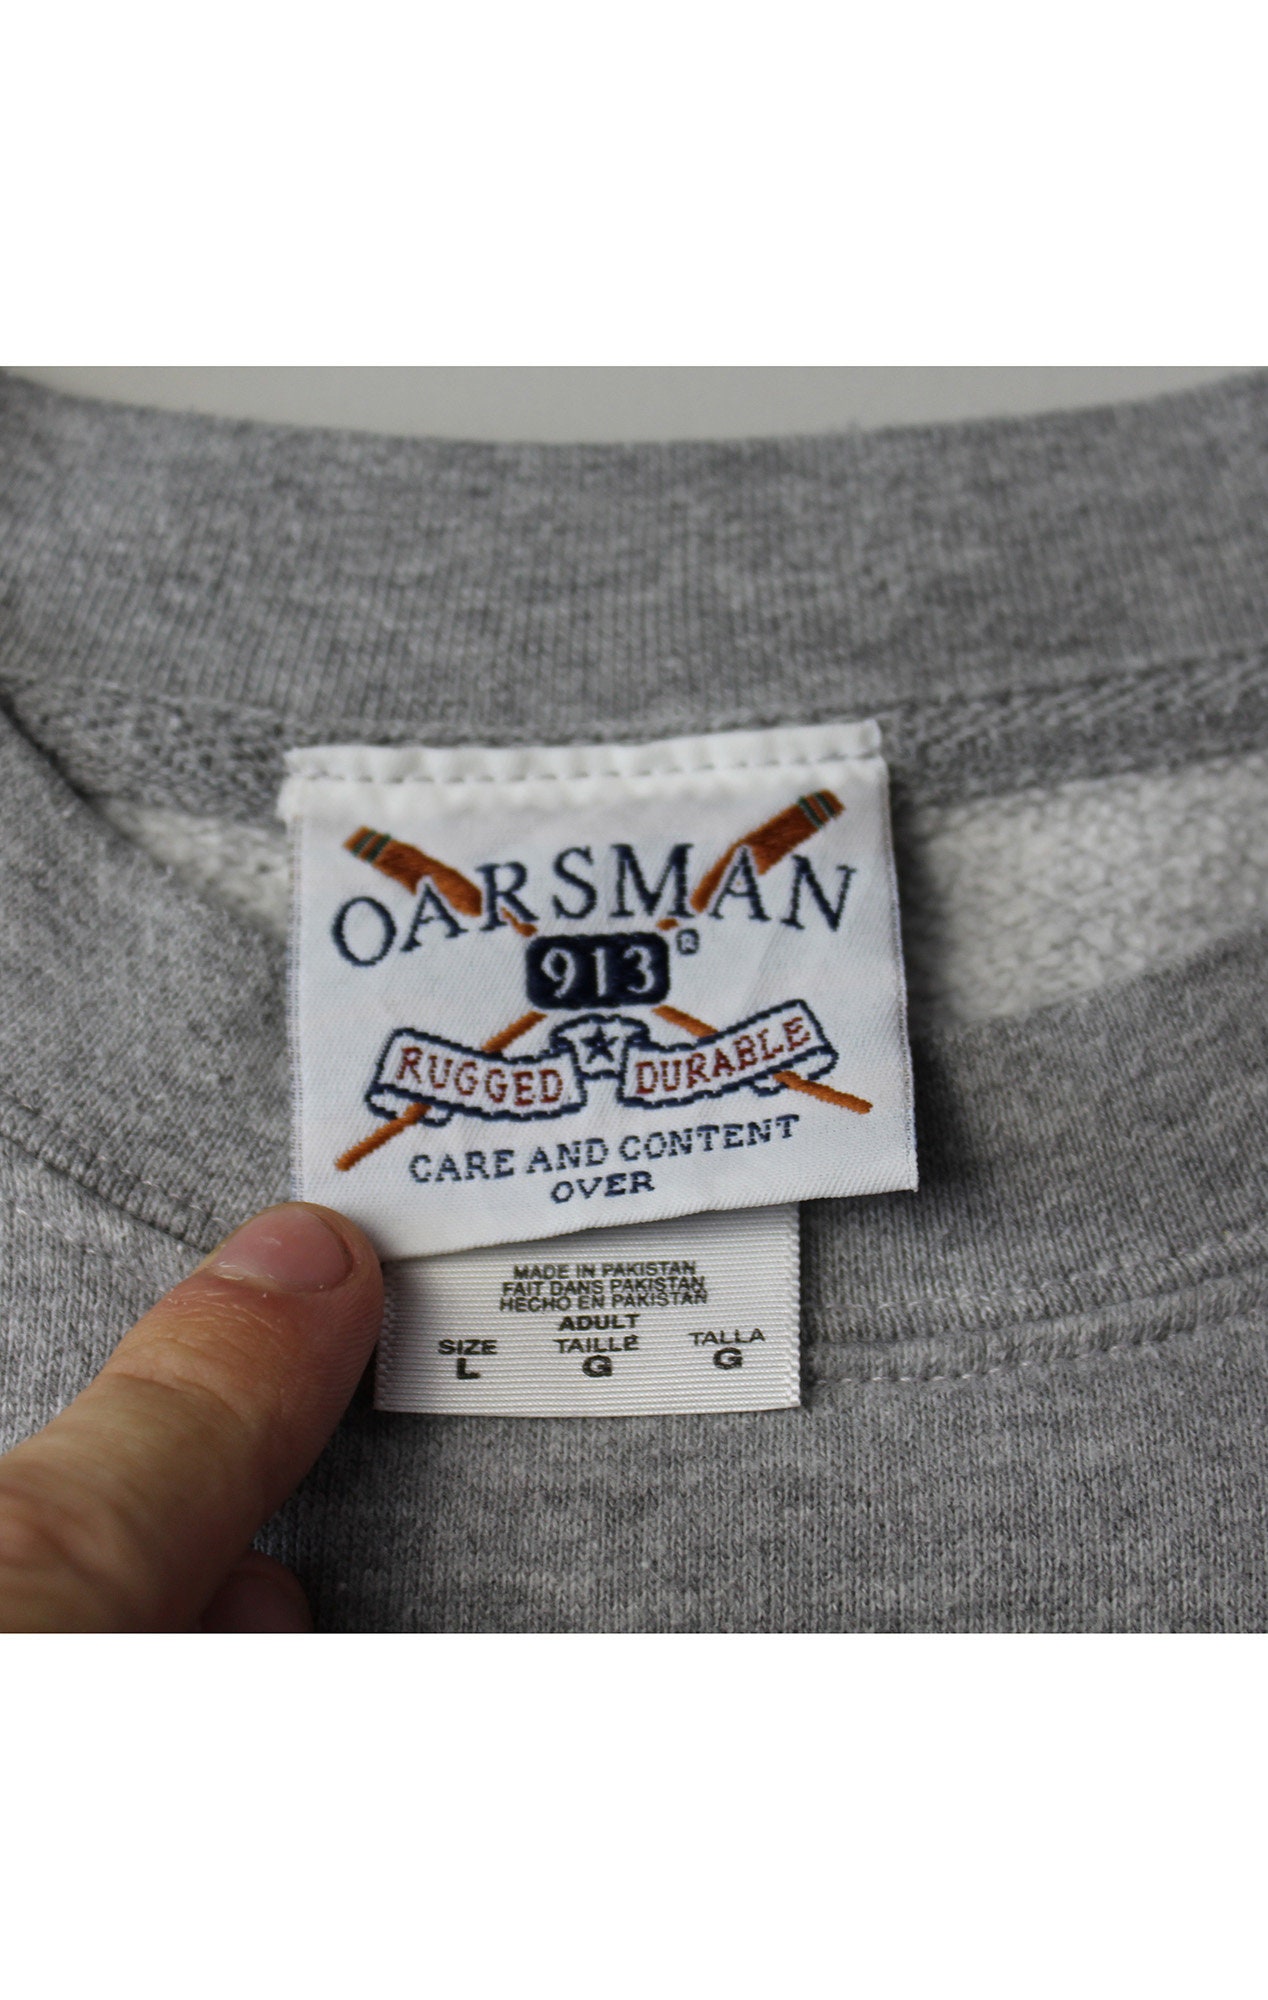 OARSMAN
913®
RUGGED DURABLE
CARE AND CONTENT
OVER
MADE IN PAKISTAN
FAIT DANS PAKISTAN
HECHO EN PAKISTAN
ADULT
SIZE TAILLE TALLA
L G G